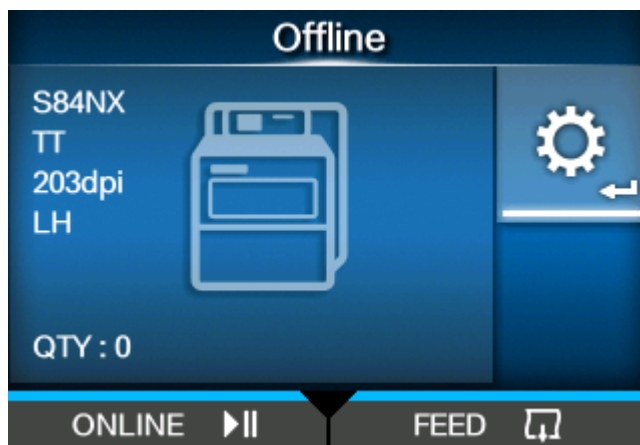 Offline
S84NX
TT
203dpi
LH
QTY : 0
ONLINE
FEED